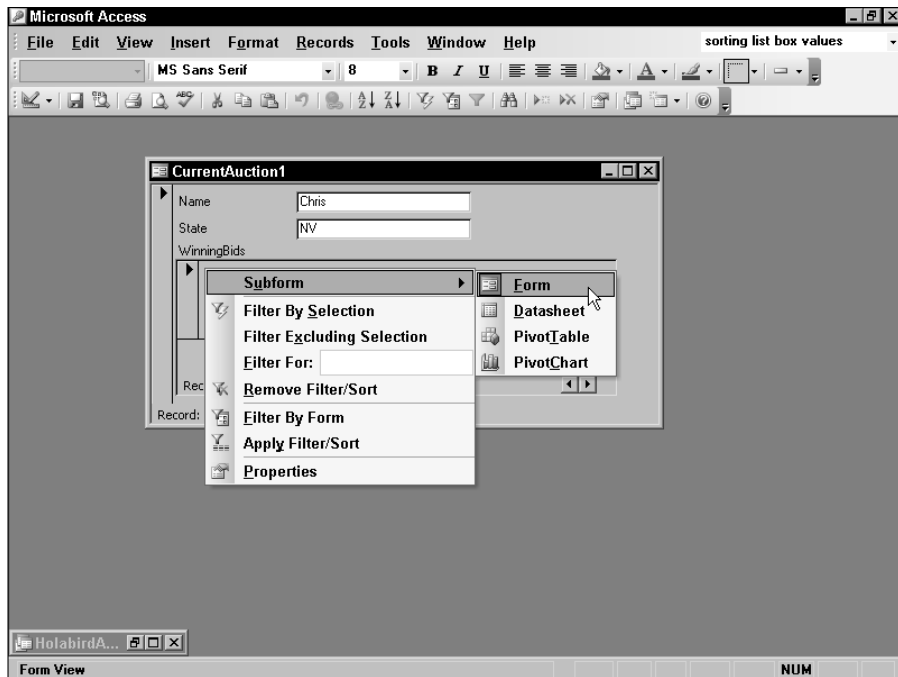 Microsoft Access
File Edit View Insert Format Records Tools Window Help sorting list box values
MS Sans Serif 8 B I U A
ABC A Z Z A
CurrentAuction1
Name Chris
State NV
WinningBids
Subform Form
Filter By Selection Datasheet
Filter Excluding Selection PivotTable
Filter For: PivotChart
Rec Remove Filter/Sort
Record: Filter By Form
Apply Filter/Sort
Properties
HolabirdA...
Form View NUM